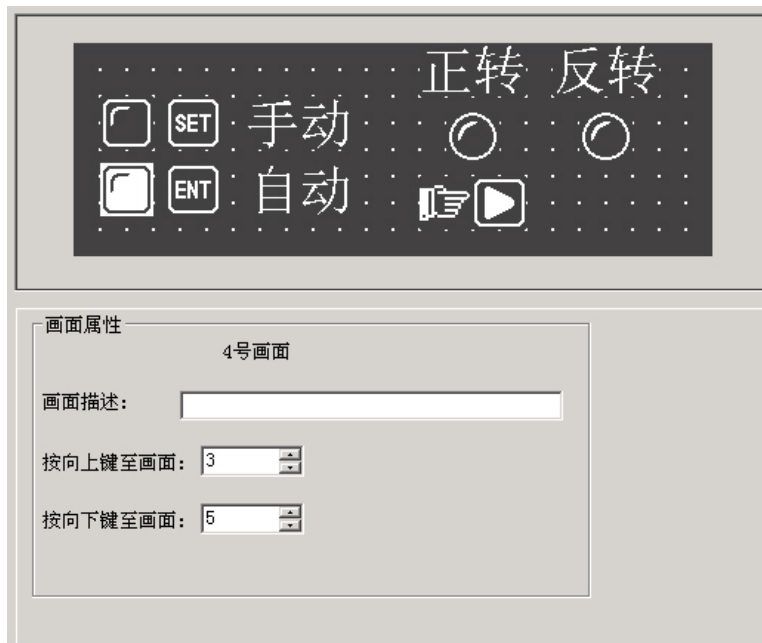 正转 反转
SET 手动
ENT 自动
画面属性
4号画面
画面描述：
按向上键至画面： 3
按向下键至画面： 5